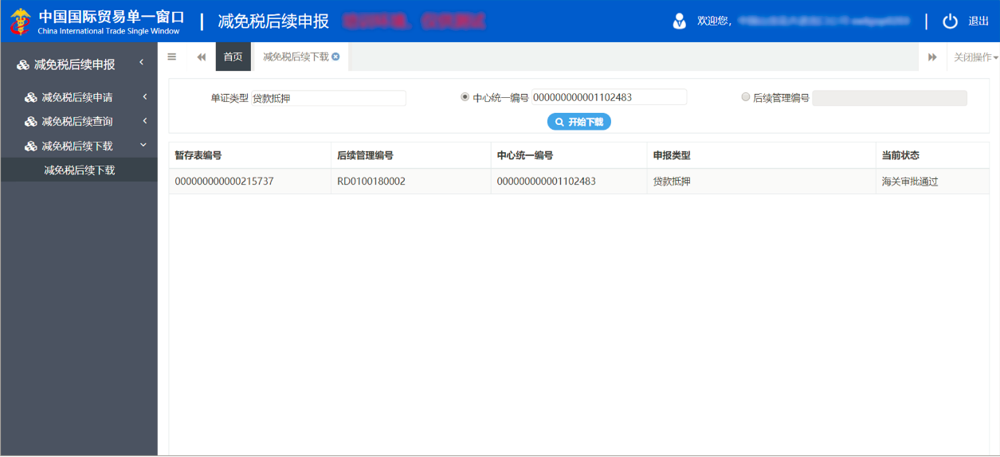 中国国际贸易单一窗口
China International Trade Single Window
减免税后续申报
欢迎您，
退出
减免税后续申报
减免税后续申请
减免税后续查询
减免税后续下载
减免税后续下载
首页 减免税后续下载 关闭操作
单证类型 贷款抵押 中心统一编号 000000000001102483 后续管理编号
开始下载
暂存表编号 后续管理编号 中心统一编号 申报类型 当前状态
000000000000215737 RD0100180002 000000000001102483 贷款抵押 海关审批通过